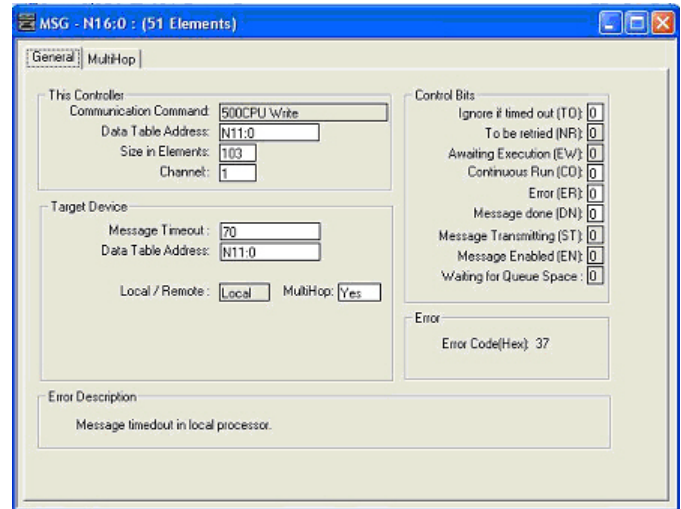 MSG - N16:0 : (51 Elements)
General MultiHop
This Controller
Communication Command: 500CPU Write
Data Table Address: N11:0
Size in Elements: 103
Channel: 1
Target Device
Message Timeout : 70
Data Table Address: N11:0
Local / Remote : Local MultiHop: Yes
Control Bits
Ignore if timed out (TO): 0
To be retried (NR): 0
Awaiting Execution (EW): 0
Continuous Run (CO): 0
Error (ER): 0
Message done (DN): 0
Message Transmitting (ST): 0
Message Enabled (EN): 0
Waiting for Queue Space : 0
Error
Error Code(Hex): 37
Error Description
Message timedout in local processor.